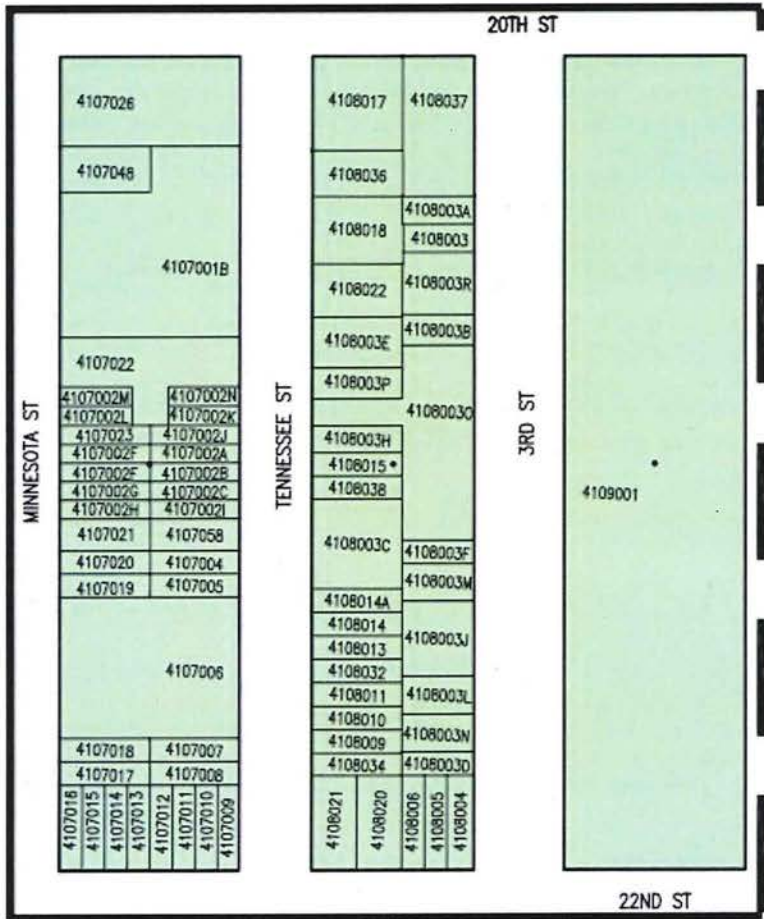 20TH ST
MINNESOTA ST
4107026
4107048
4107001B
4107022
4107002M
4107002N
4107002L
4107002K
4107023
4107002J
4107002F
4107002A
4107002F
4107002B
4107002G
4107002C
4107002H
4107002I
4107021
4107058
4107020
4107004
4107019
4107005
4107006
4107018
4107007
4107017
4107008
4107016
4107015
4107014
4107013
4107012
4107011
4107010
4107009
TENNESSEE ST
4108017
4108037
4108036
4108003A
4108018
4108003
4108022
4108003R
4108003B
4108003E
4108003P
4108003O
4108003H
4108015
4108038
4108003C
4108003F
4108003M
4108014A
4108014
4108003J
4108013
4108032
4108011
4108003L
4108010
4108003N
4108009
4108034
4108003D
4108021
4108020
4108006
4108005
4108004
3RD ST
4109001
22ND ST